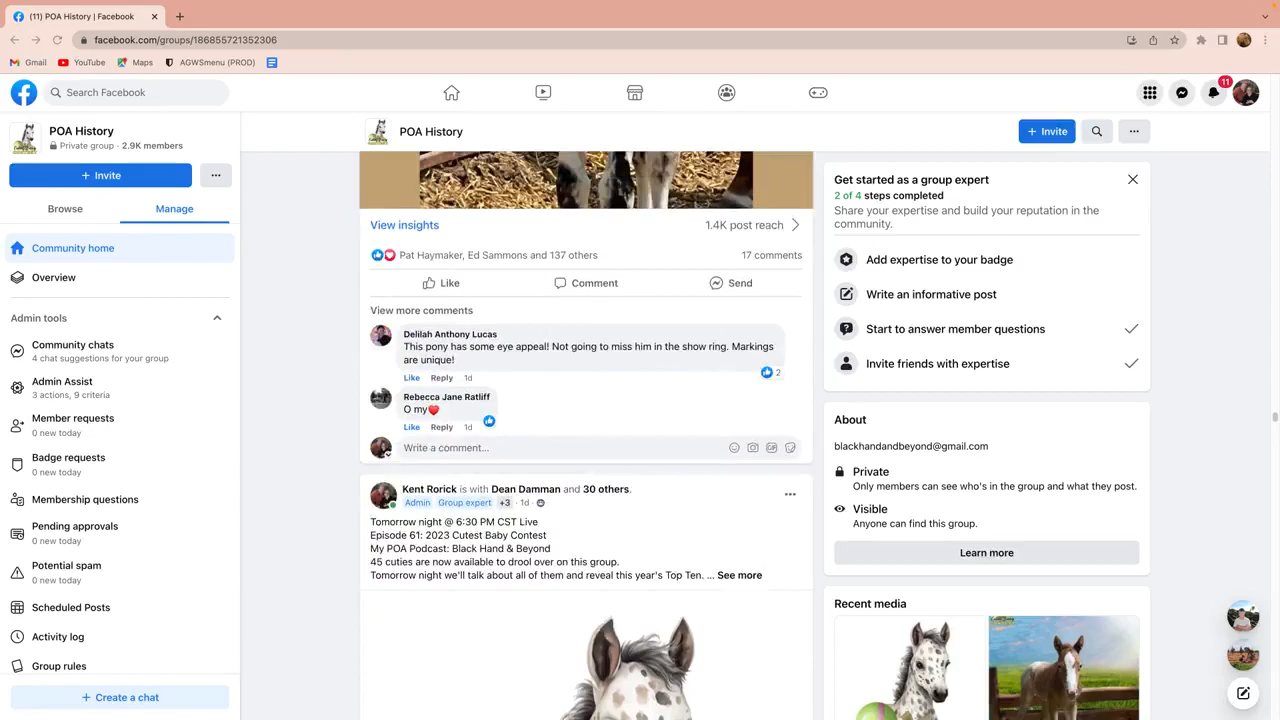 (11) POA History | Facebook
facebook.com/groups/186855721352306
Gmail
YouTube
Maps
AGWSmenu (PROD)
Search Facebook
11
POA History
Private group · 2.9K members
+ Invite
Browse
Manage
Community home
Overview
Admin tools
Community chats
4 chat suggestions for your group
Admin Assist
3 actions, 9 criteria
Member requests
0 new today
Badge requests
0 new today
Membership questions
Pending approvals
0 new today
Potential spam
0 new today
Scheduled Posts
Activity log
Group rules
+ Create a chat
POA History
+ Invite
View insights
1.4K post reach
Pat Haymaker, Ed Sammons and 137 others
17 comments
Like
Comment
Send
View more comments
Delilah Anthony Lucas
This pony has some eye appeal! Not going to miss him in the show ring. Markings
are unique!
Like Reply 1d
2
Rebecca Jane Ratliff
O my❤️
Like Reply 1d
Write a comment...
Kent Rorick is with Dean Damman and 30 others.
Admin Group expert +3 · 1d ·
Tomorrow night @ 6:30 PM CST Live
Episode 61: 2023 Cutest Baby Contest
My POA Podcast: Black Hand & Beyond
45 cuties are now available to drool over on this group.
Tomorrow night we'll talk about all of them and reveal this year's Top Ten. ... See more
Get started as a group expert
2 of 4 steps completed
Share your expertise and build your reputation in the
community.
Add expertise to your badge
Write an informative post
Start to answer member questions
Invite friends with expertise
About
blackhandandbeyond@gmail.com
Private
Only members can see who's in the group and what they post.
Visible
Anyone can find this group.
Learn more
Recent media